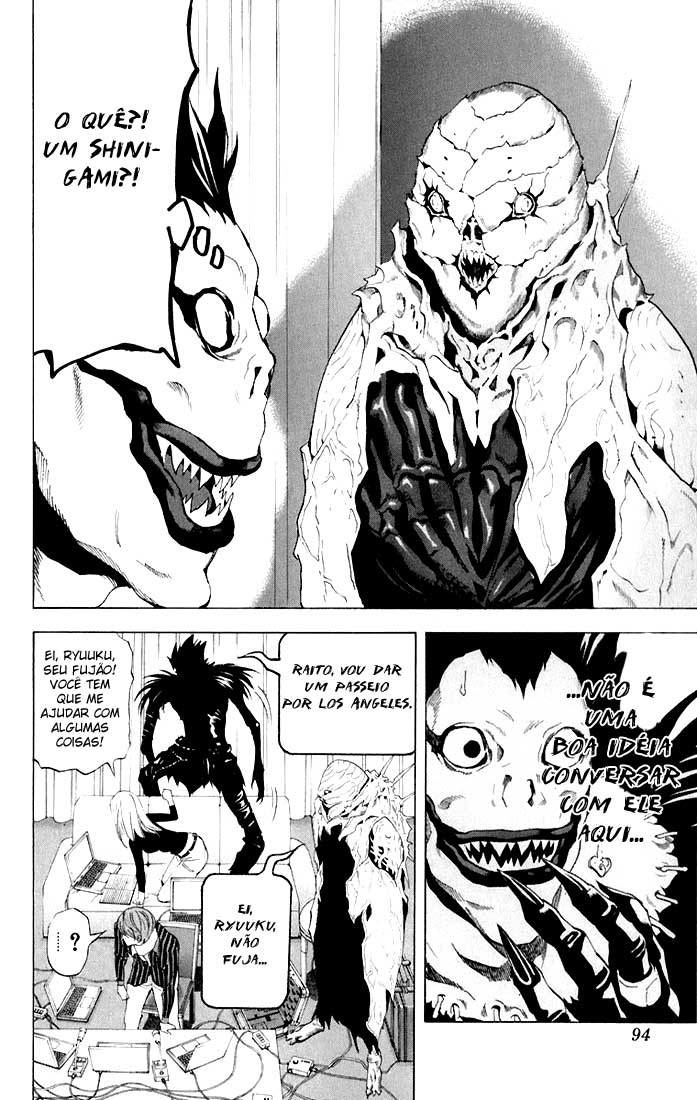 O QUÊ?!
UM SHINI-
GAMI?!
...NÃO É
UMA
BOA IDÉIA
CONVERSAR
COM ELE
AQUI...
RAITO, VOU DAR
UM PASSEIO
POR LOS ANGELES.
EI, RYUUKU,
SEU FUJÃO!
VOCÊ TEM
QUE ME
AJUDAR COM
ALGUMAS
COISAS!
EI,
RYUUKU,
NÃO
FUJA...
...... ?
94